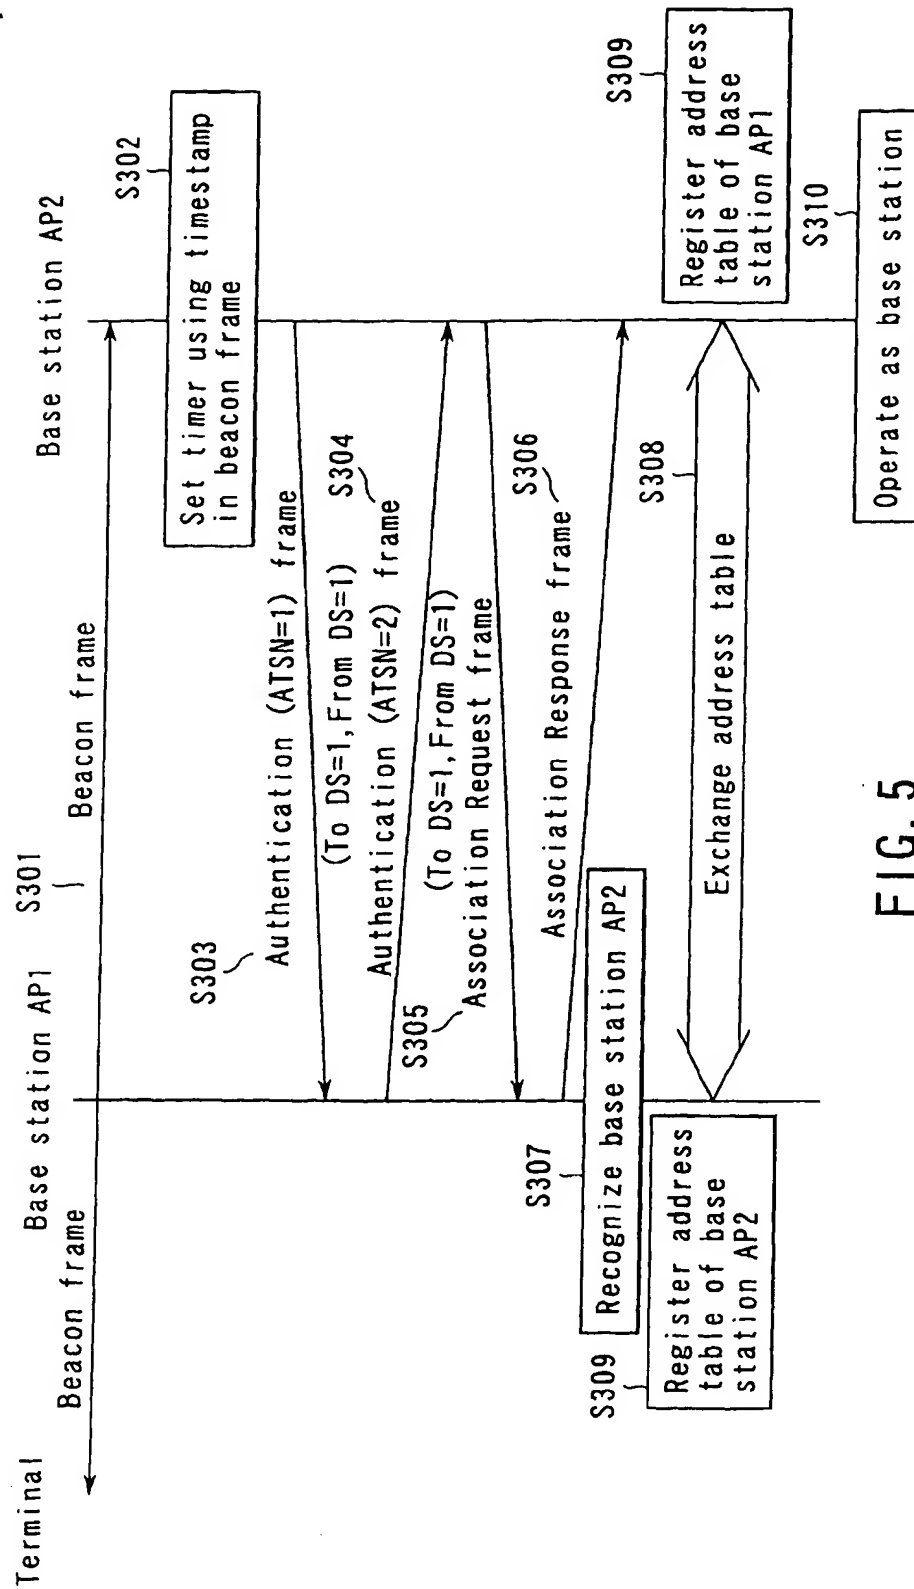 Terminal
Base station AP1
Base station AP2
S301
Beacon frame
Beacon frame
S302
Set timer using timestamp
in beacon frame
S303
Authentication (ATSN=1) frame
(To DS=1,From DS=1)
S304
Authentication (ATSN=2) frame
(To DS=1,From DS=1)
S305
Association Request frame
S306
Association Response frame
S307
Recognize base station AP2
S308
Exchange address table
S309
Register address
table of base
station AP2
S309
Register address
table of base
station AP1
S310
Operate as base station
FIG. 5